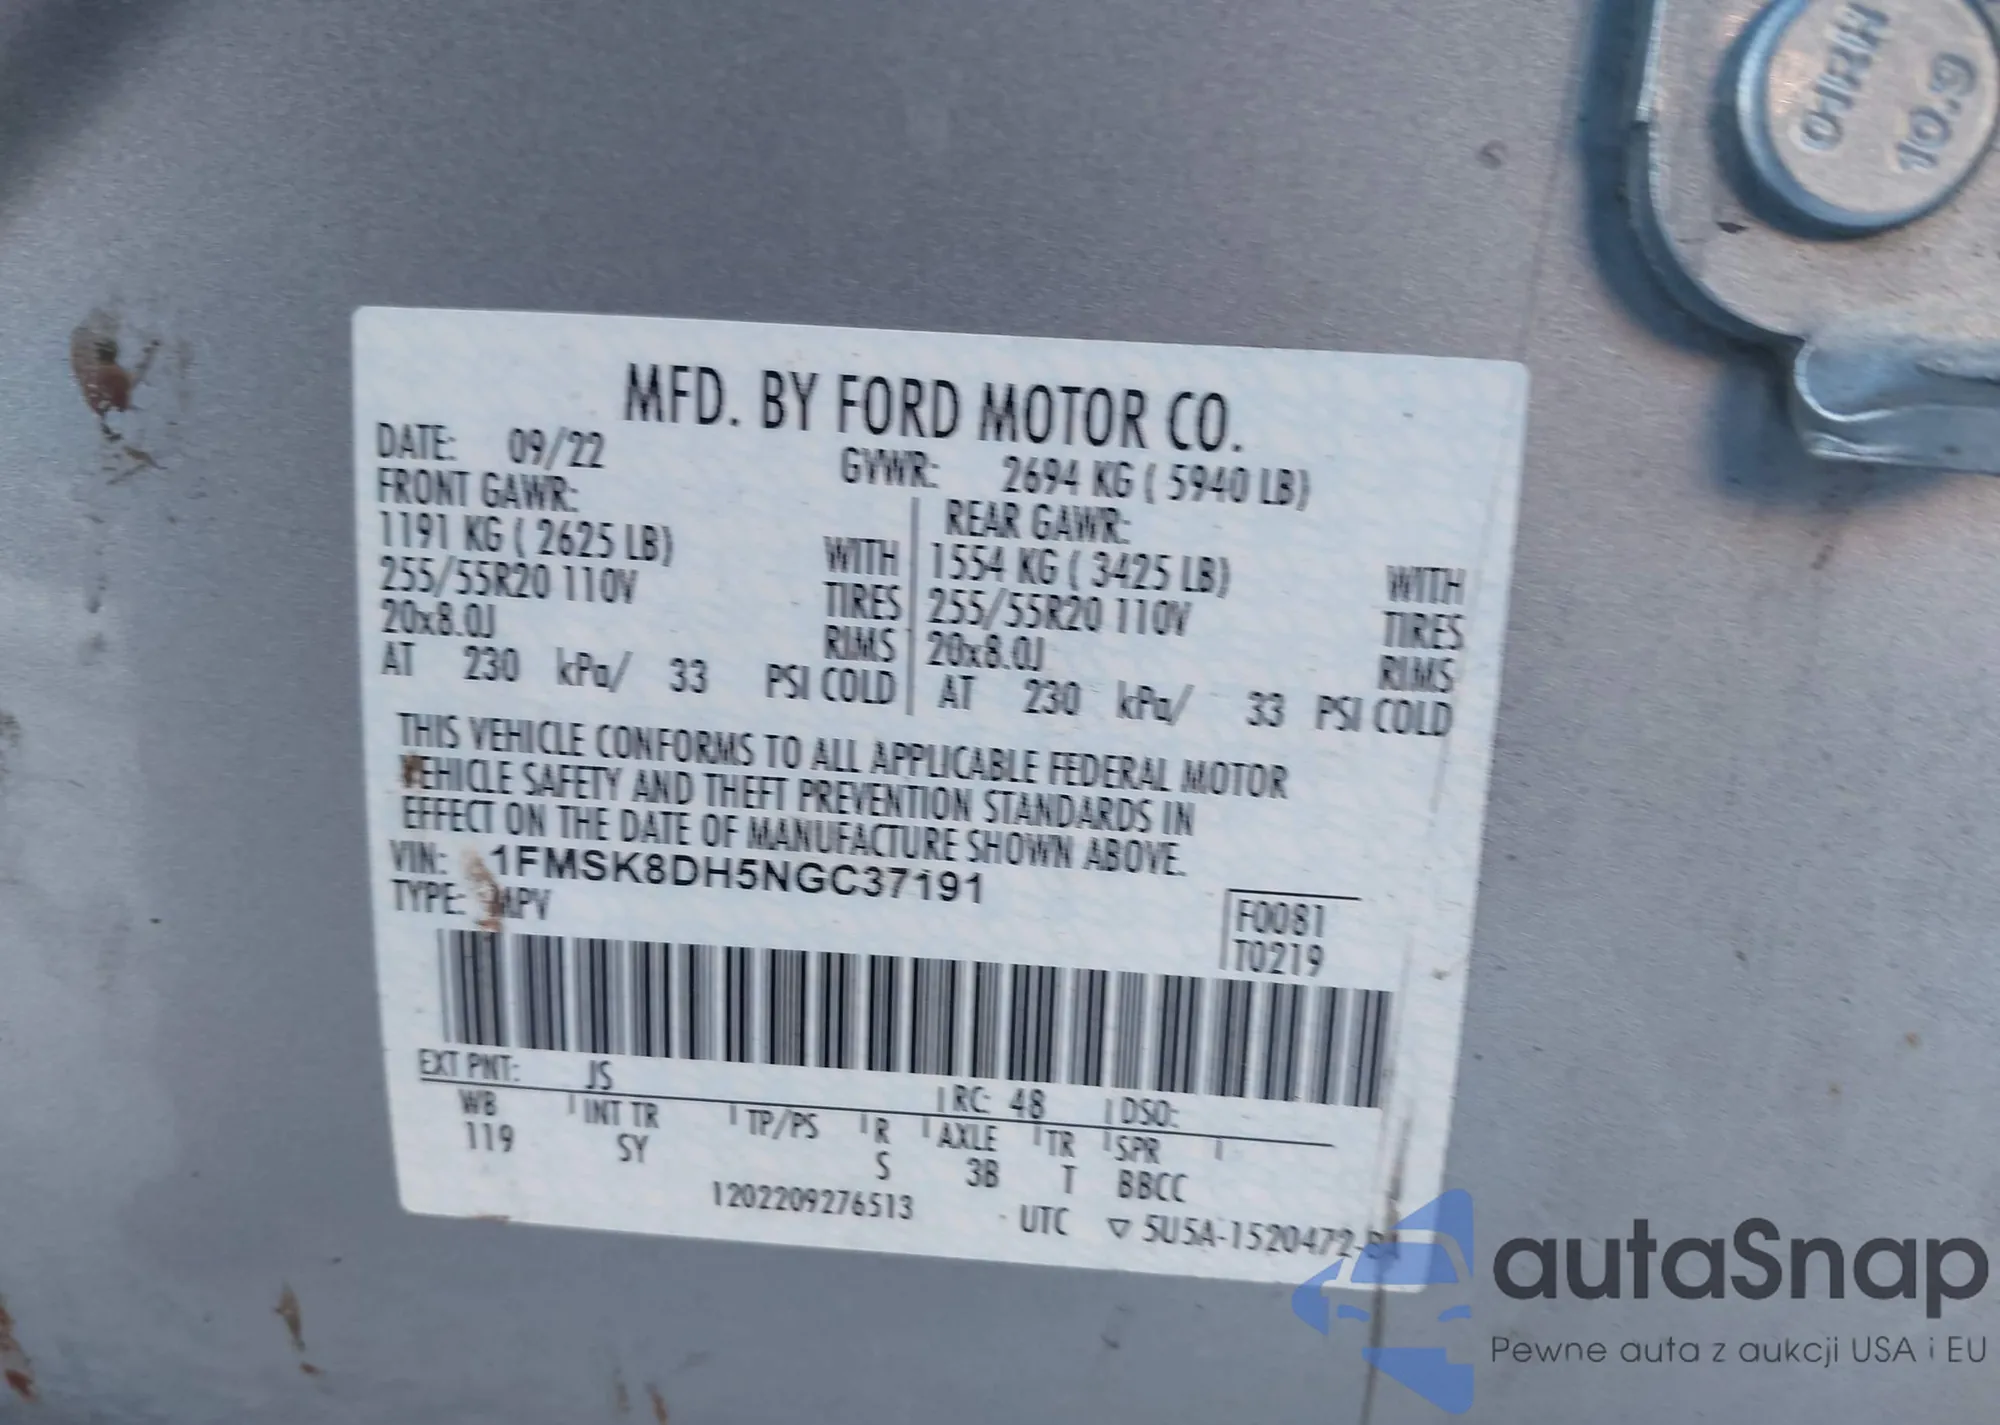 01RH
10.9
MFD. BY FORD MOTOR CO.
DATE: 09/22 GVWR: 2694 KG ( 5940 LB)
FRONT GAWR: REAR GAWR:
1191 KG ( 2625 LB) WITH 1554 KG ( 3425 LB) WITH
255/55R20 110V TIRES 255/55R20 110V TIRES
20x8.0J RIMS 20x8.0J RIMS
AT 230 kPa/ 33 PSI COLD AT 230 kPa/ 33 PSI COLD
THIS VEHICLE CONFORMS TO ALL APPLICABLE FEDERAL MOTOR
VEHICLE SAFETY AND THEFT PREVENTION STANDARDS IN
EFFECT ON THE DATE OF MANUFACTURE SHOWN ABOVE.
VIN: 1FMSK8DH5NGC37191
TYPE: MPV
F0081
T0219
EXT PNT: JS RC: 48 DSO:
WB INT TR TP/PS R AXLE TR SPR
119 SY S 3B T BBCC
1202209276513 UTC ▽ 5U5A-1520472-
autaSnap
Pewne auta z aukcji USA i EU